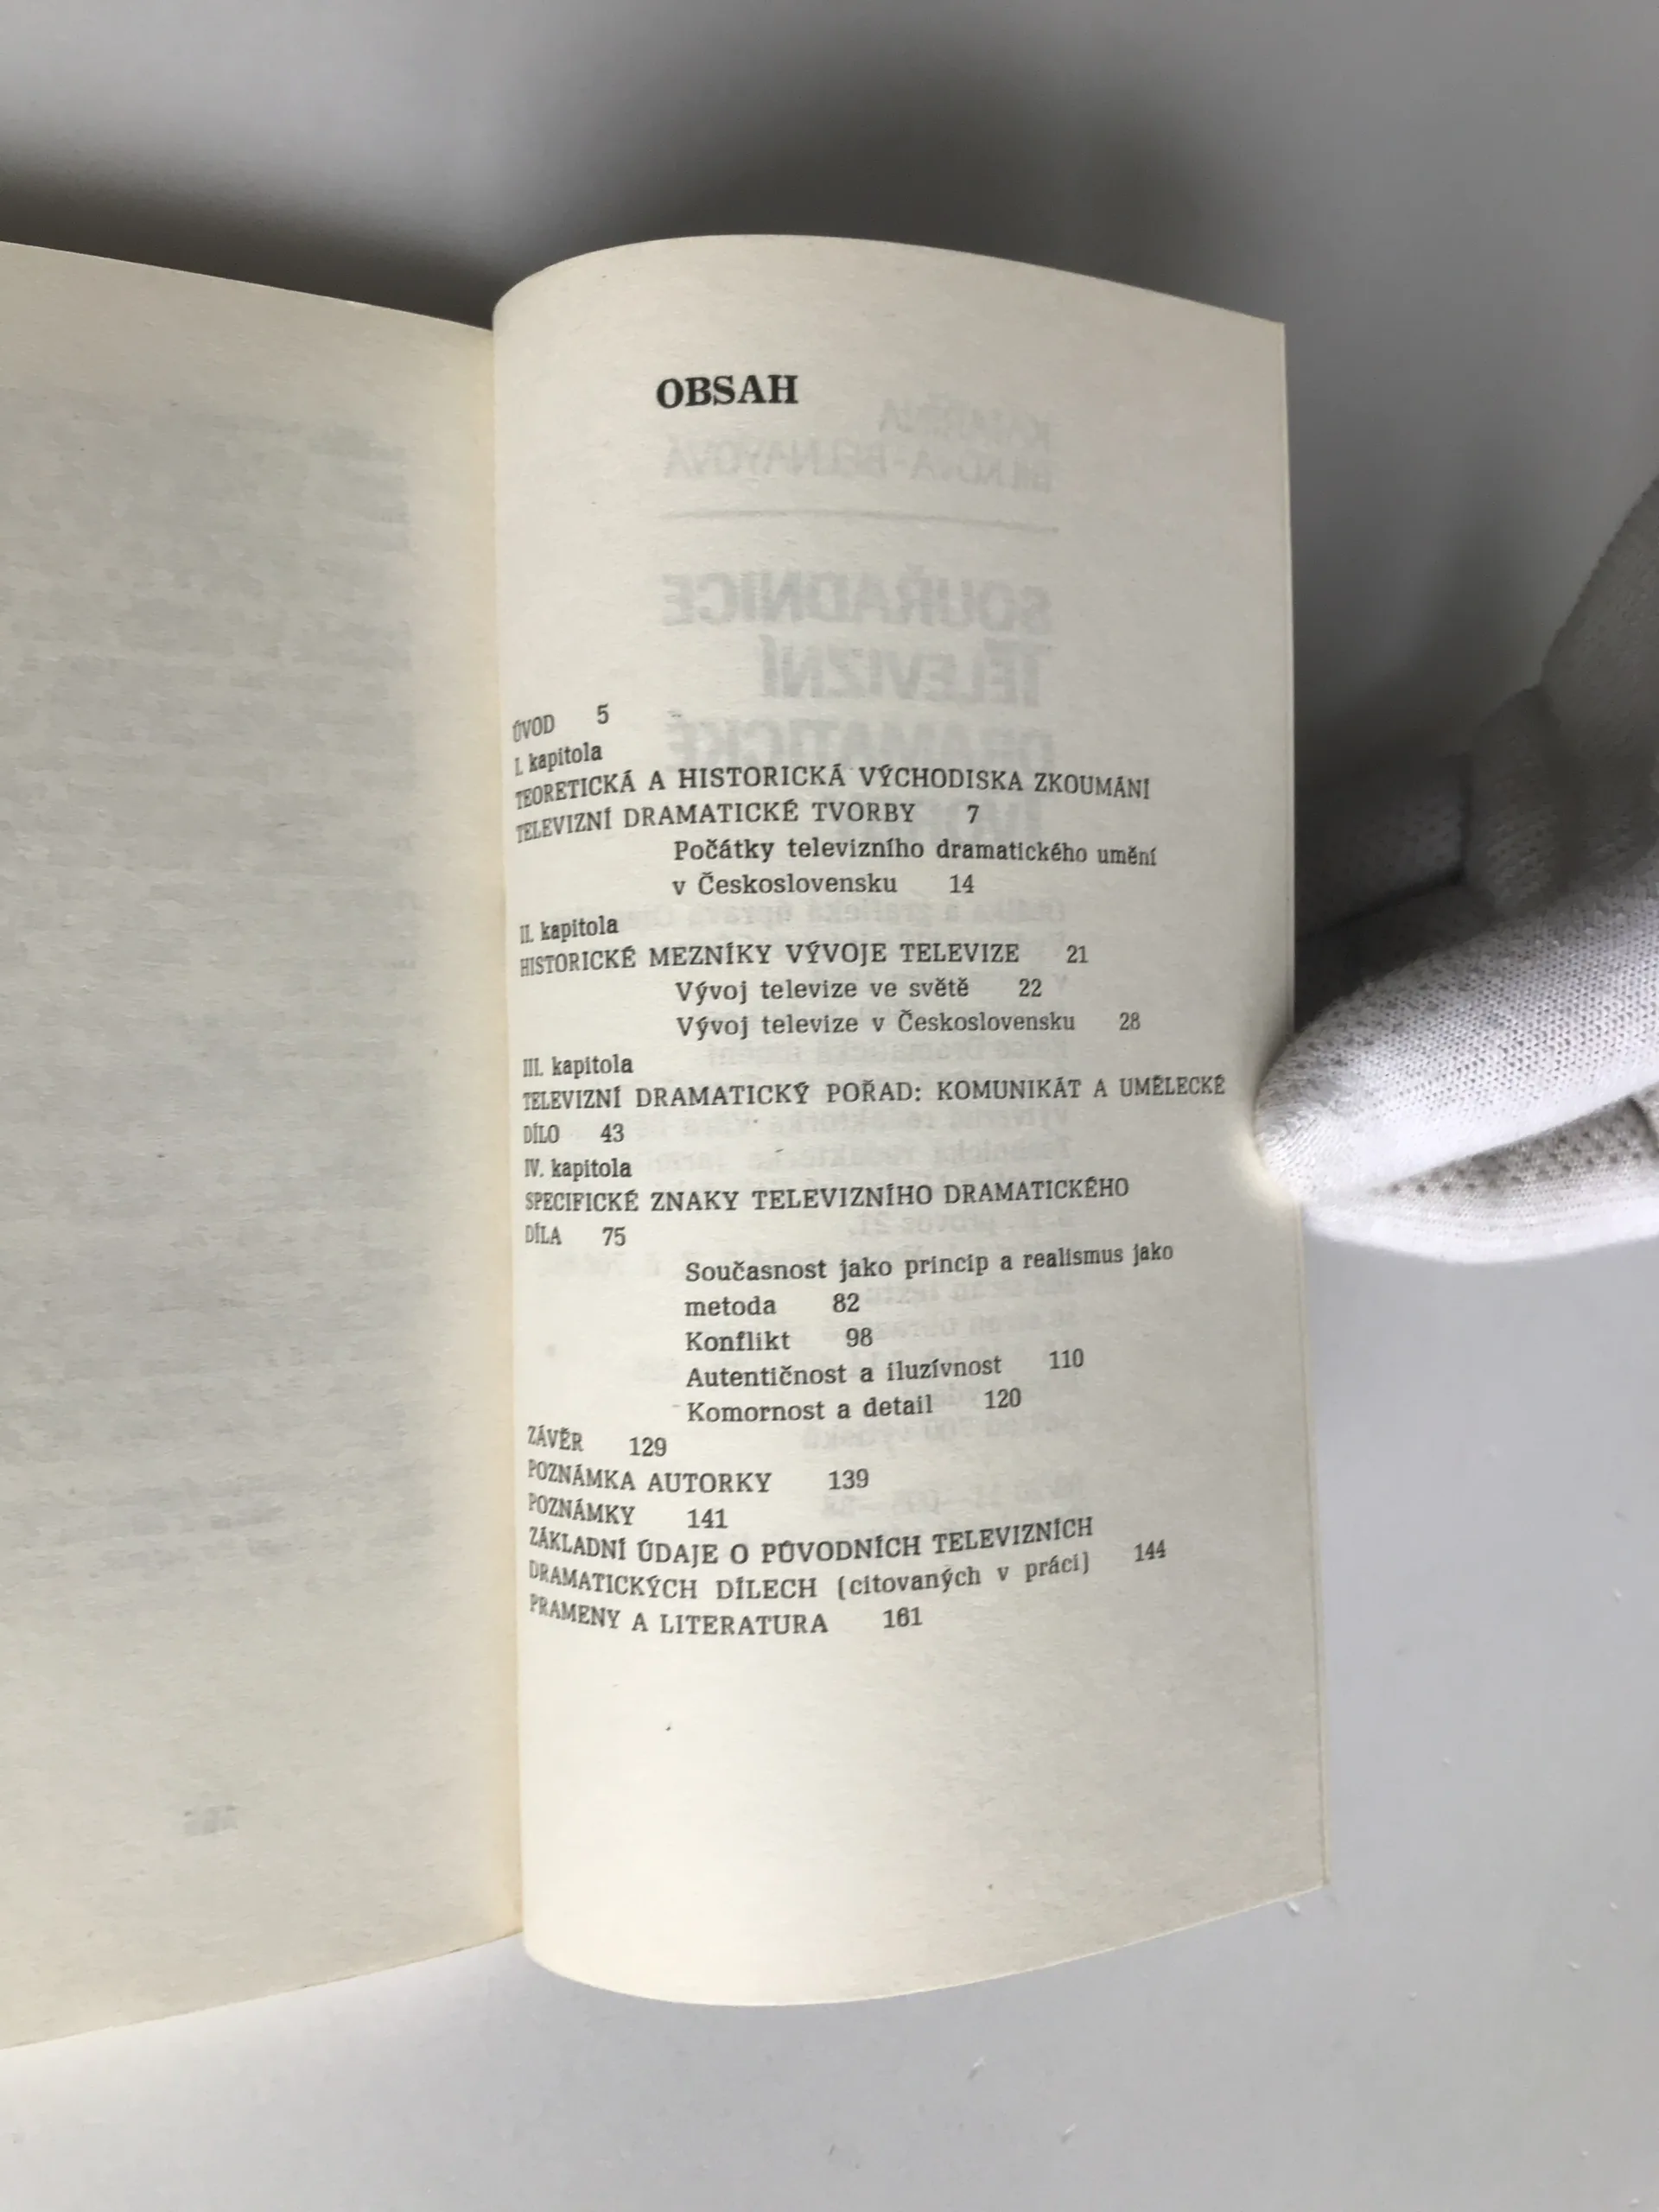 OBSAH
ÚVOD 5
I. kapitola
TEORETICKÁ A HISTORICKÁ VÝCHODISKA ZKOUMÁNÍ
TELEVIZNÍ DRAMATICKÉ TVORBY 7
Počátky televizního dramatického umění
v Československu 14
II. kapitola
HISTORICKÉ MEZNÍKY VÝVOJE TELEVIZE 21
Vývoj televize ve světě 22
Vývoj televize v Československu 28
III. kapitola
TELEVIZNÍ DRAMATICKÝ POŘAD: KOMUNIKÁT A UMĚLECKÉ
DÍLO 43
IV. kapitola
SPECIFICKÉ ZNAKY TELEVIZNÍHO DRAMATICKÉHO
DÍLA 75
Současnost jako princip a realismus jako
metoda 82
Konflikt 98
Autentičnost a iluzívnost 110
Komornost a detail 120
ZÁVĚR 129
POZNÁMKA AUTORKY 139
POZNÁMKY 141
ZÁKLADNÍ ÚDAJE O PŮVODNÍCH TELEVIZNÍCH
DRAMATICKÝCH DÍLECH (citovaných v práci) 144
PRAMENY A LITERATURA 161